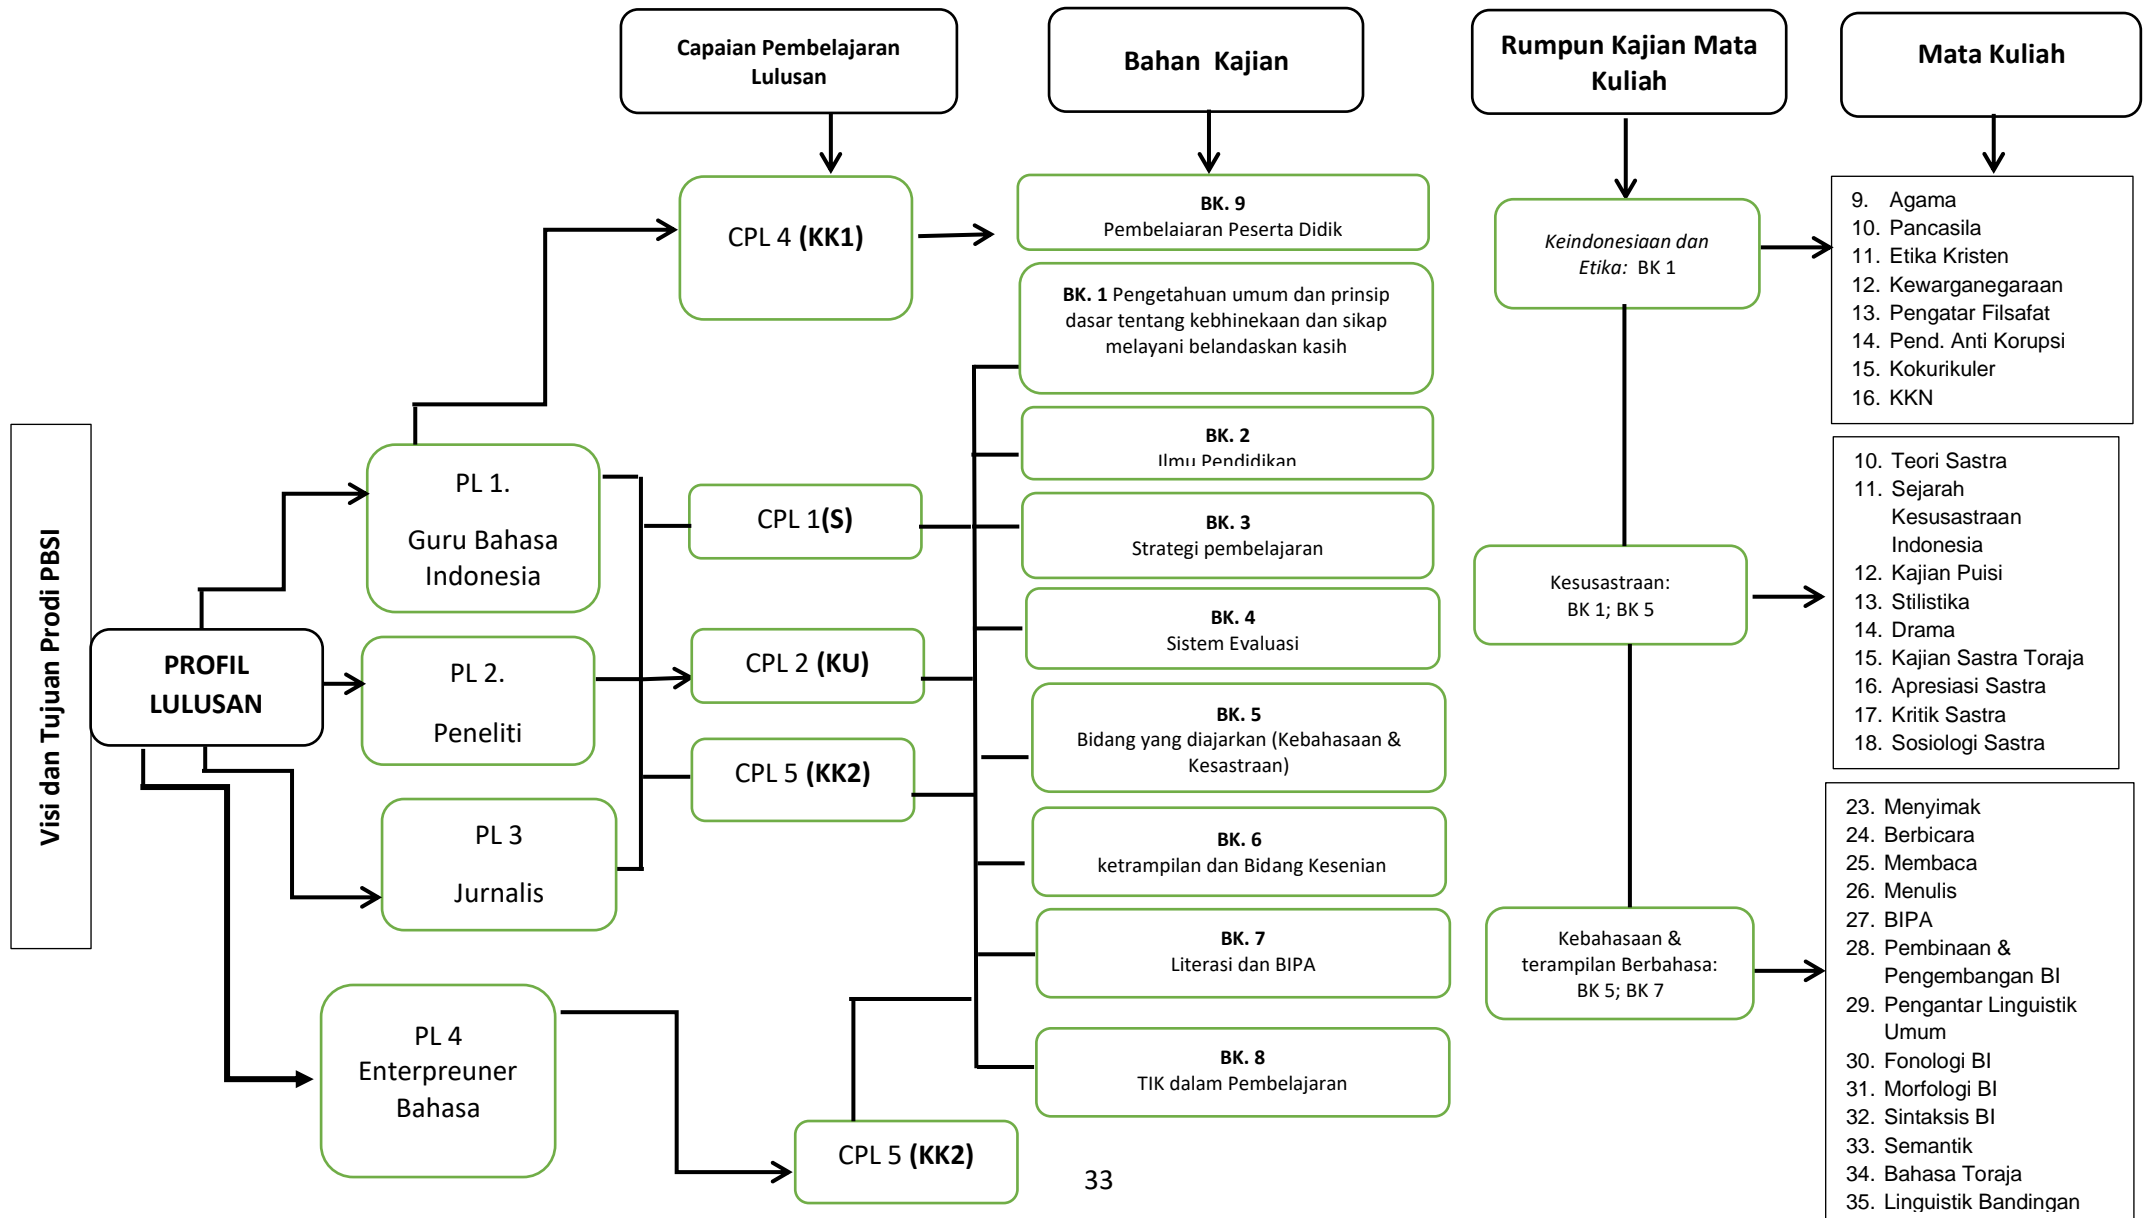 Capaian Pembelajaran
Lulusan
Bahan Kajian
Rumpun Kajian Mata
Kuliah
Mata Kuliah
Visi dan Tujuan Prodi PBSI
PROFIL
LULUSAN
PL 1.
Guru Bahasa
Indonesia
PL 2.
Peneliti
PL 3
Jurnalis
PL 4
Enterpreuner
Bahasa
CPL 4 (KK1)
CPL 1(S)
CPL 2 (KU)
CPL 5 (KK2)
CPL 5 (KK2)
BK. 9
Pembelaiaran Peserta Didik
BK. 1 Pengetahuan umum dan prinsip
dasar tentang kebhinekaan dan sikap
melayani belandaskan kasih
BK. 2
Ilmu Pendidikan
BK. 3
Strategi pembelajaran
BK. 4
Sistem Evaluasi
BK. 5
Bidang yang diajarkan (Kebahasaan &
Kesastraan)
BK. 6
ketrampilan dan Bidang Kesenian
BK. 7
Literasi dan BIPA
BK. 8
TIK dalam Pembelajaran
Keindonesiaan dan
Etika: BK 1
Kesusastraan:
BK 1; BK 5
Kebahasaan &
terampilan Berbahasa:
BK 5; BK 7
9. Agama
10. Pancasila
11. Etika Kristen
12. Kewarganegaraan
13. Pengatar Filsafat
14. Pend. Anti Korupsi
15. Kokurikuler
16. KKN
10. Teori Sastra
11. Sejarah
Kesusastraan
Indonesia
12. Kajian Puisi
13. Stilistika
14. Drama
15. Kajian Sastra Toraja
16. Apresiasi Sastra
17. Kritik Sastra
18. Sosiologi Sastra
23. Menyimak
24. Berbicara
25. Membaca
26. Menulis
27. BIPA
28. Pembinaan &
Pengembangan BI
29. Pengantar Linguistik
Umum
30. Fonologi BI
31. Morfologi BI
32. Sintaksis BI
33. Semantik
34. Bahasa Toraja
35. Linguistik Bandingan
33